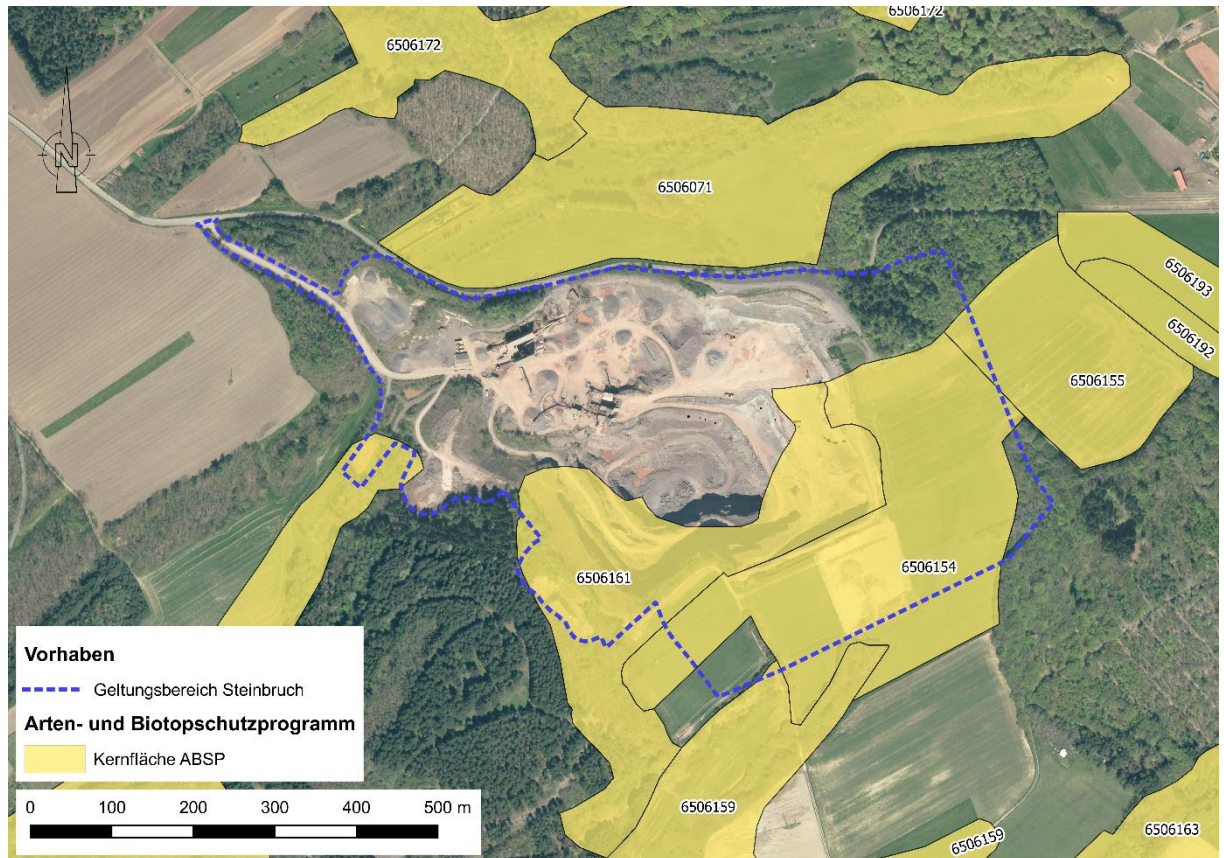 6506172
6506172
N
6506071
6506193
6506192
6506155
6506154
6506161
6506159
6506159
6506163
Vorhaben
Geltungsbereich Steinbruch
Arten- und Biotopschutzprogramm
Kernfläche ABSP
0 100 200 300 400 500 m